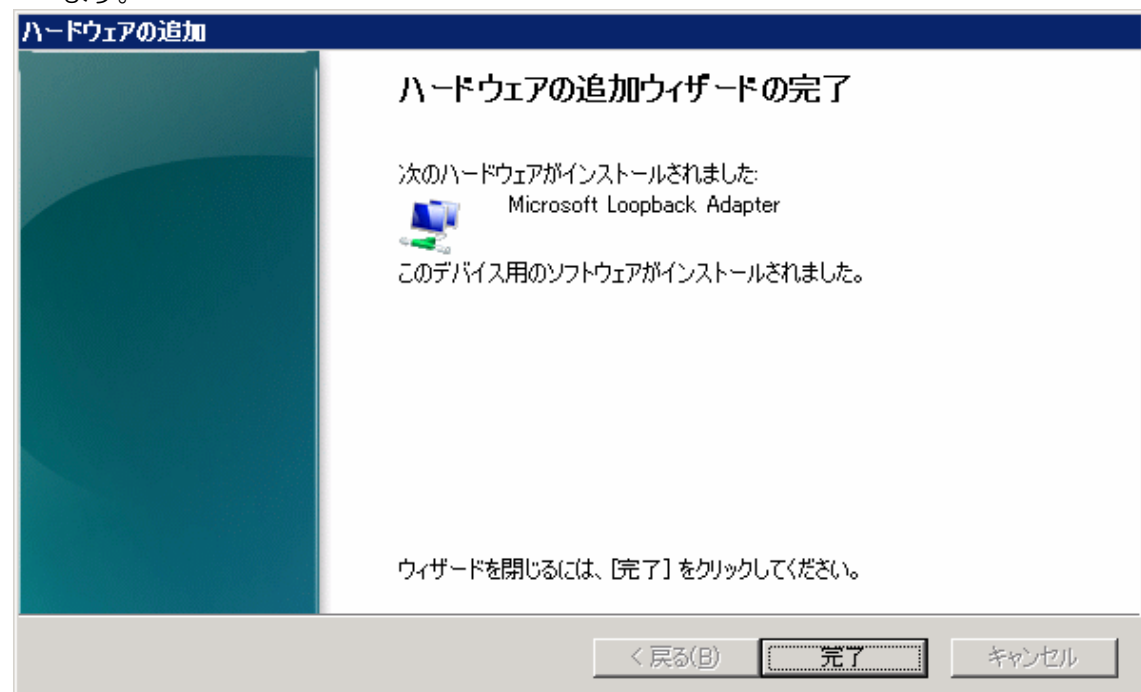 ます。
ハードウェアの追加
ハードウェアの追加ウィザードの完了
次のハードウェアがインストールされました:
Microsoft Loopback Adapter
このデバイス用のソフトウェアがインストールされました。
ウィザードを閉じるには、[完了] をクリックしてください。
< 戻る(B) 完了 キャンセル